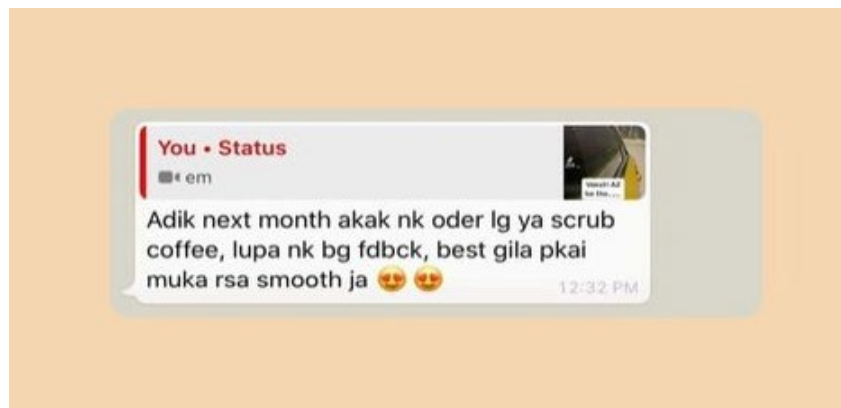 You • Status
em
Adik next month akak nk oder lg ya scrub
coffee, lupa nk bg fdbck, best gila pkai
muka rsa smooth ja 😍 😍
12:32 PM